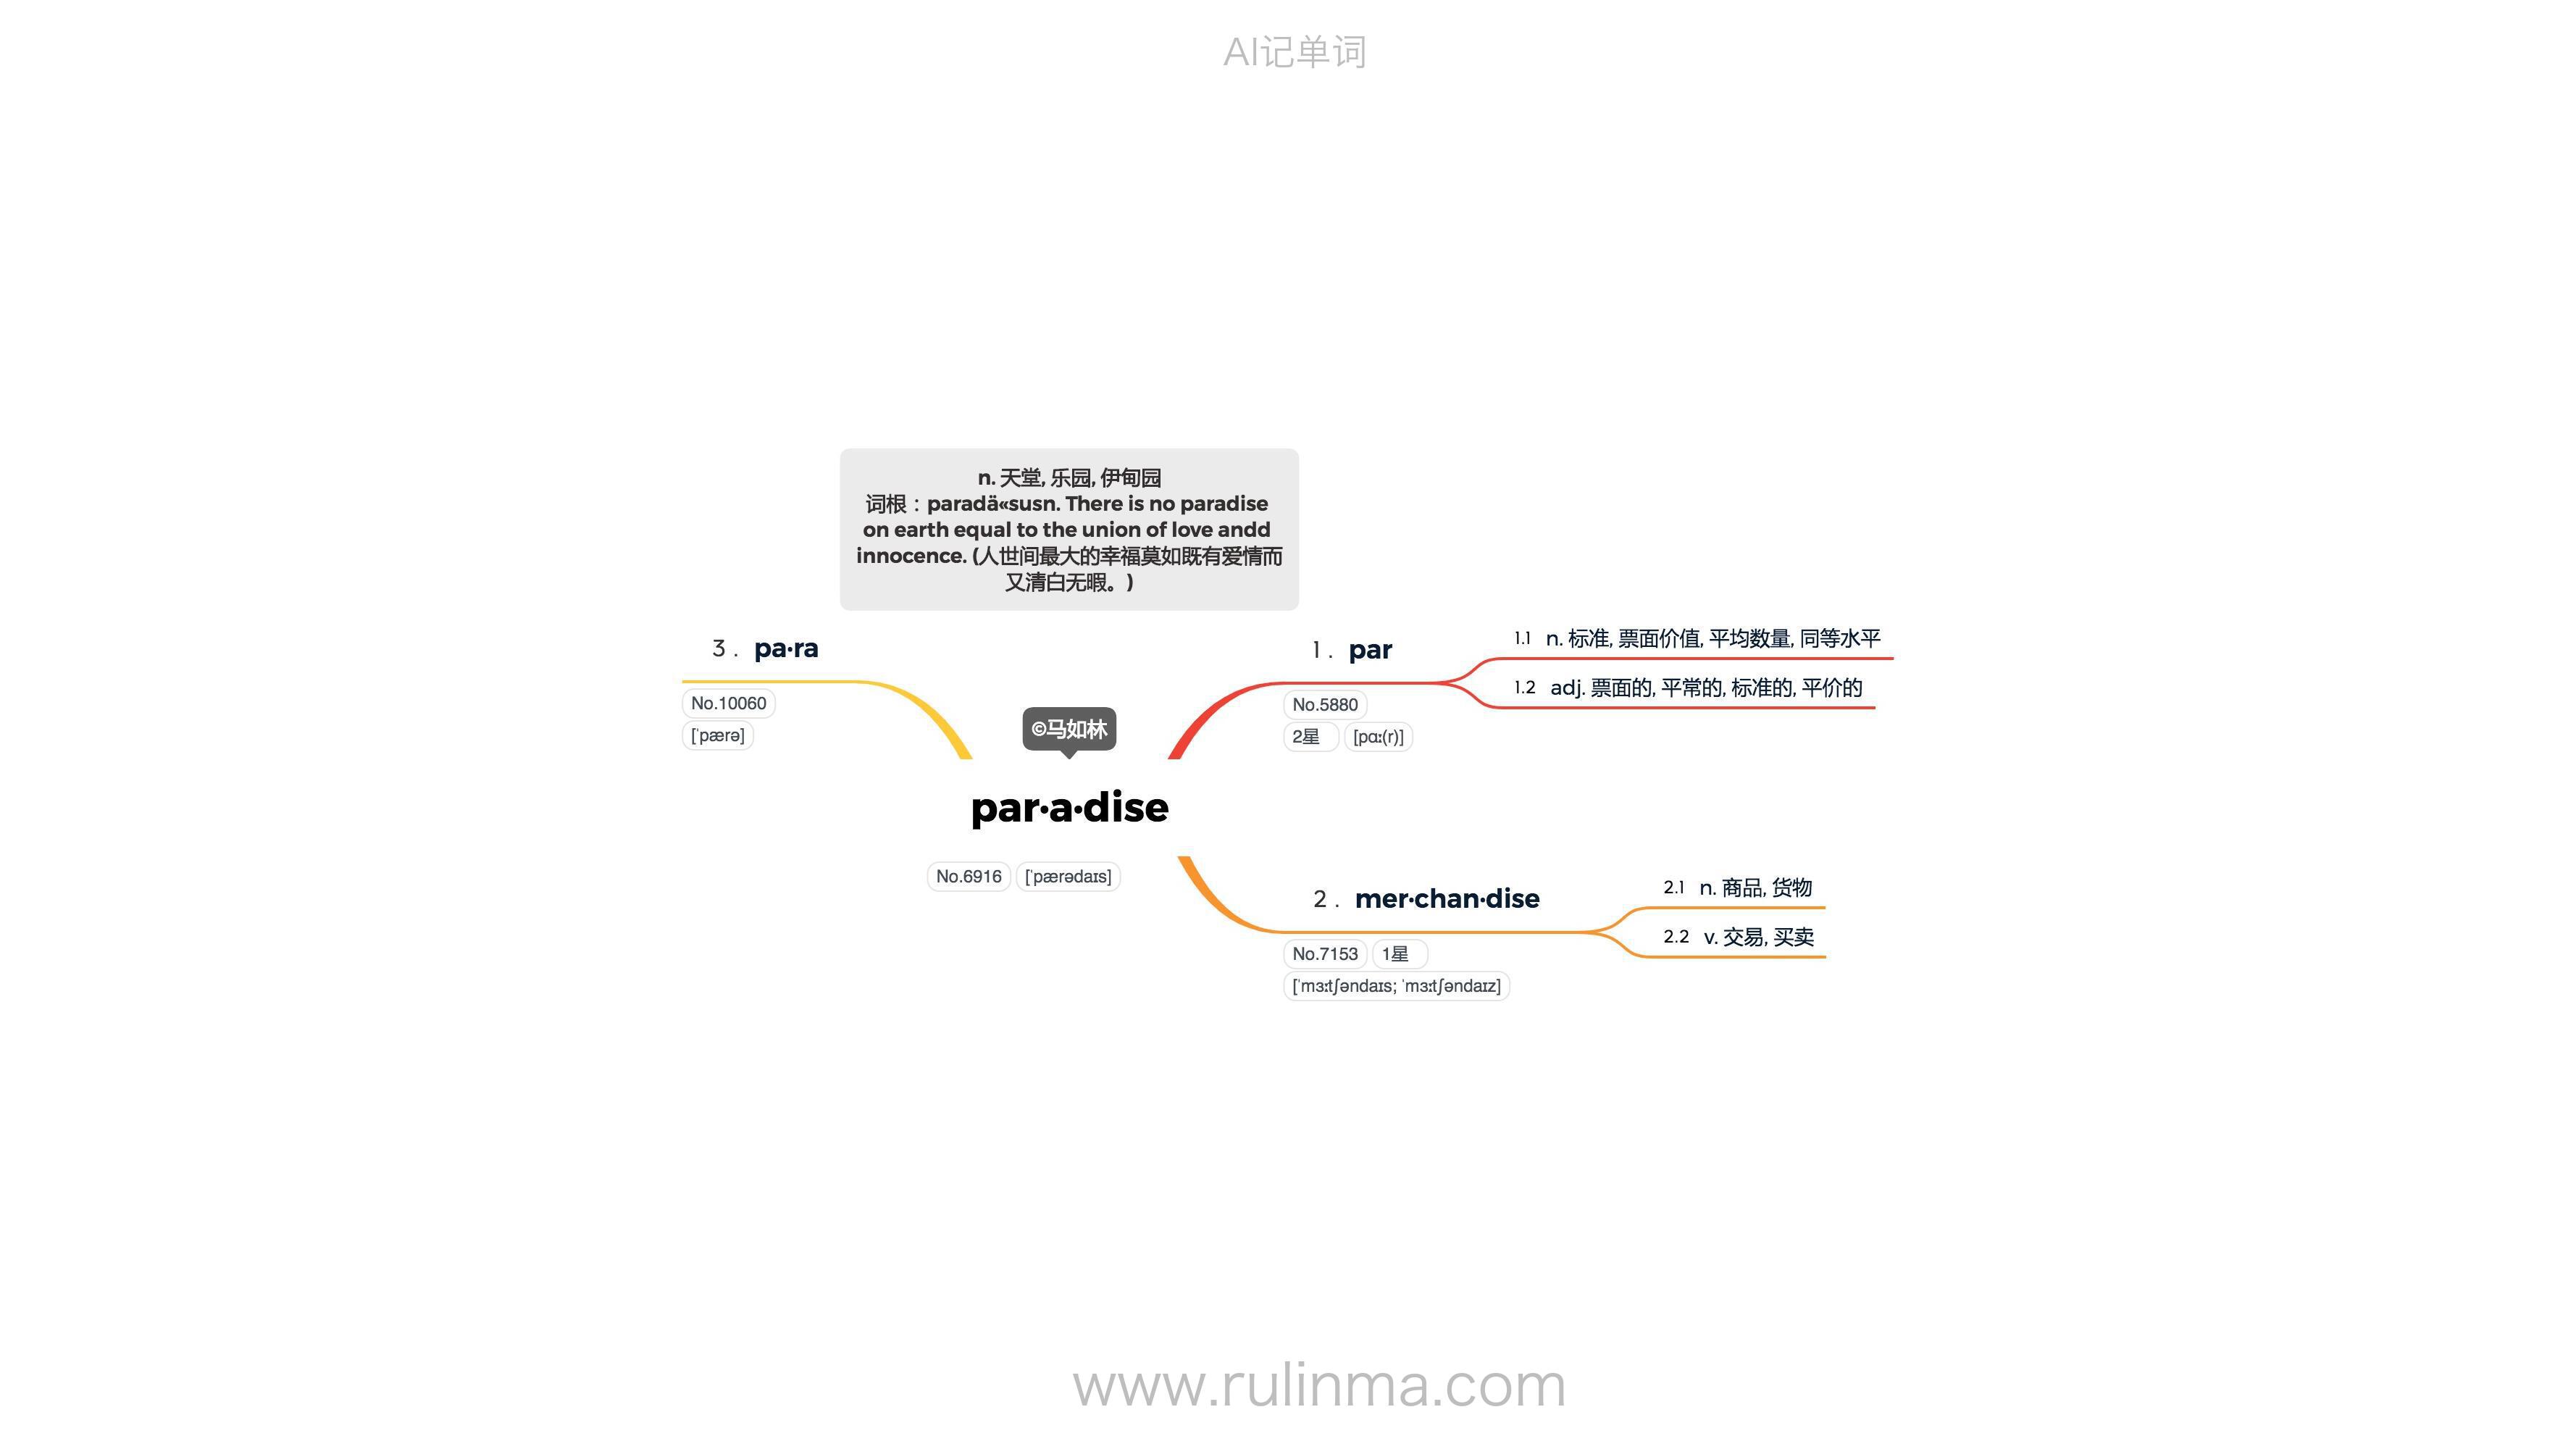 AI记单词
n. 天堂, 乐园, 伊甸园
词根：paradä«susn. There is no paradise
on earth equal to the union of love andd
innocence. (人世间最大的幸福莫如既有爱情而
又清白无暇。)
3. pa·ra
No.10060
[ˈpærə]
©马如林
par·a·dise
No.6916 [ˈpærədaɪs]
1. par
No.5880
2星 [pɑː(r)]
1.1 n. 标准, 票面价值, 平均数量, 同等水平
1.2 adj. 票面的, 平常的, 标准的, 平价的
2. mer·chan·dise
No.7153 1星
[ˈmɜːtʃəndaɪs; ˈmɜːtʃəndaɪz]
2.1 n. 商品, 货物
2.2 v. 交易, 买卖
www.rulinma.com